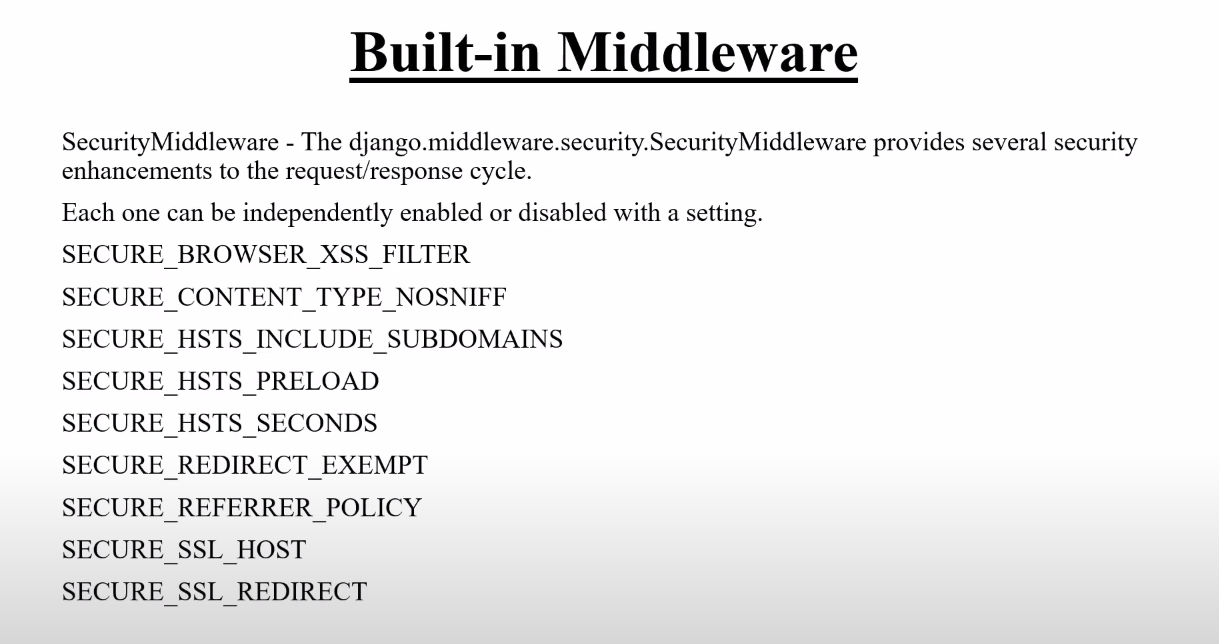 Built-in Middleware
SecurityMiddleware - The django.middleware.security.SecurityMiddleware provides several security
enhancements to the request/response cycle.
Each one can be independently enabled or disabled with a setting.
SECURE_BROWSER_XSS_FILTER
SECURE_CONTENT_TYPE_NOSNIFF
SECURE_HSTS_INCLUDE_SUBDOMAINS
SECURE_HSTS_PRELOAD
SECURE_HSTS_SECONDS
SECURE_REDIRECT_EXEMPT
SECURE_REFERRER_POLICY
SECURE_SSL_HOST
SECURE_SSL_REDIRECT